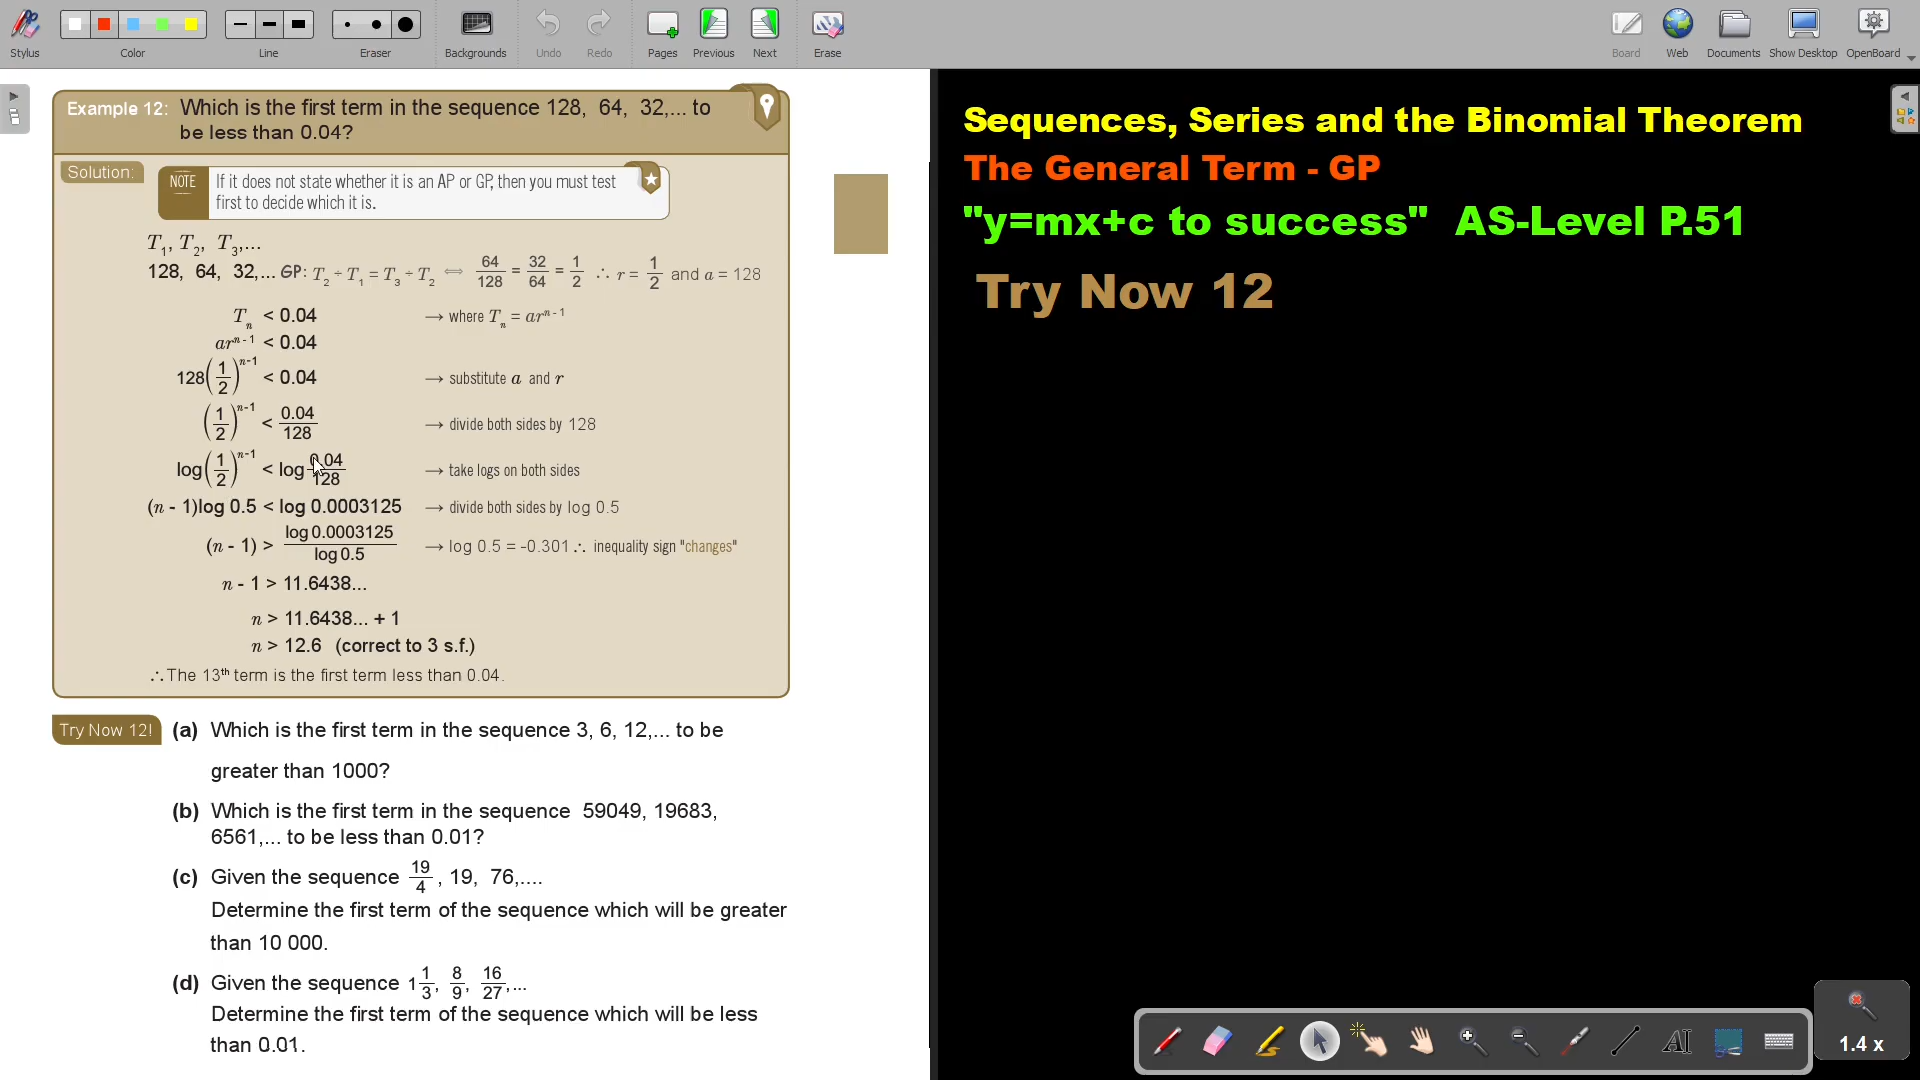 Stylus Color Line Eraser Backgrounds Undo Redo Pages Previous Next Erase Board Web Documents Show Desktop OpenBoard
Example 12: Which is the first term in the sequence 128, 64, 32,... to
be less than 0.04?
Solution:
NOTE If it does not state whether it is an AP or GP, then you must test
first to decide which it is.
T₁, T₂, T₃,...
128, 64, 32,... GP: T₂ ÷ T₁ = T₃ ÷ T₂ ⇔ 64/128 = 32/64 = 1/2 ∴ r = 1/2 and a = 128
Tₙ < 0.04 → where Tₙ = arⁿ⁻¹
arⁿ⁻¹ < 0.04
128(1/2)ⁿ⁻¹ < 0.04 → substitute a and r
(1/2)ⁿ⁻¹ < 0.04/128 → divide both sides by 128
log(1/2)ⁿ⁻¹ < log 0.04/128 → take logs on both sides
(n - 1)log 0.5 < log 0.0003125 → divide both sides by log 0.5
(n - 1) > log 0.0003125/log 0.5 → log 0.5 = -0.301 ∴ inequality sign "changes"
n - 1 > 11.6438...
n > 11.6438... + 1
n > 12.6 (correct to 3 s.f.)
∴ The 13th term is the first term less than 0.04.
Try Now 12! (a) Which is the first term in the sequence 3, 6, 12,... to be
greater than 1000?
(b) Which is the first term in the sequence 59049, 19683,
6561,... to be less than 0.01?
(c) Given the sequence 19/4, 19, 76,....
Determine the first term of the sequence which will be greater
than 10 000.
(d) Given the sequence 1 1/3, 8/9, 16/27,...
Determine the first term of the sequence which will be less
than 0.01.
Sequences, Series and the Binomial Theorem
The General Term - GP
"y=mx+c to success" AS-Level P.51
Try Now 12
AI
1.4 x